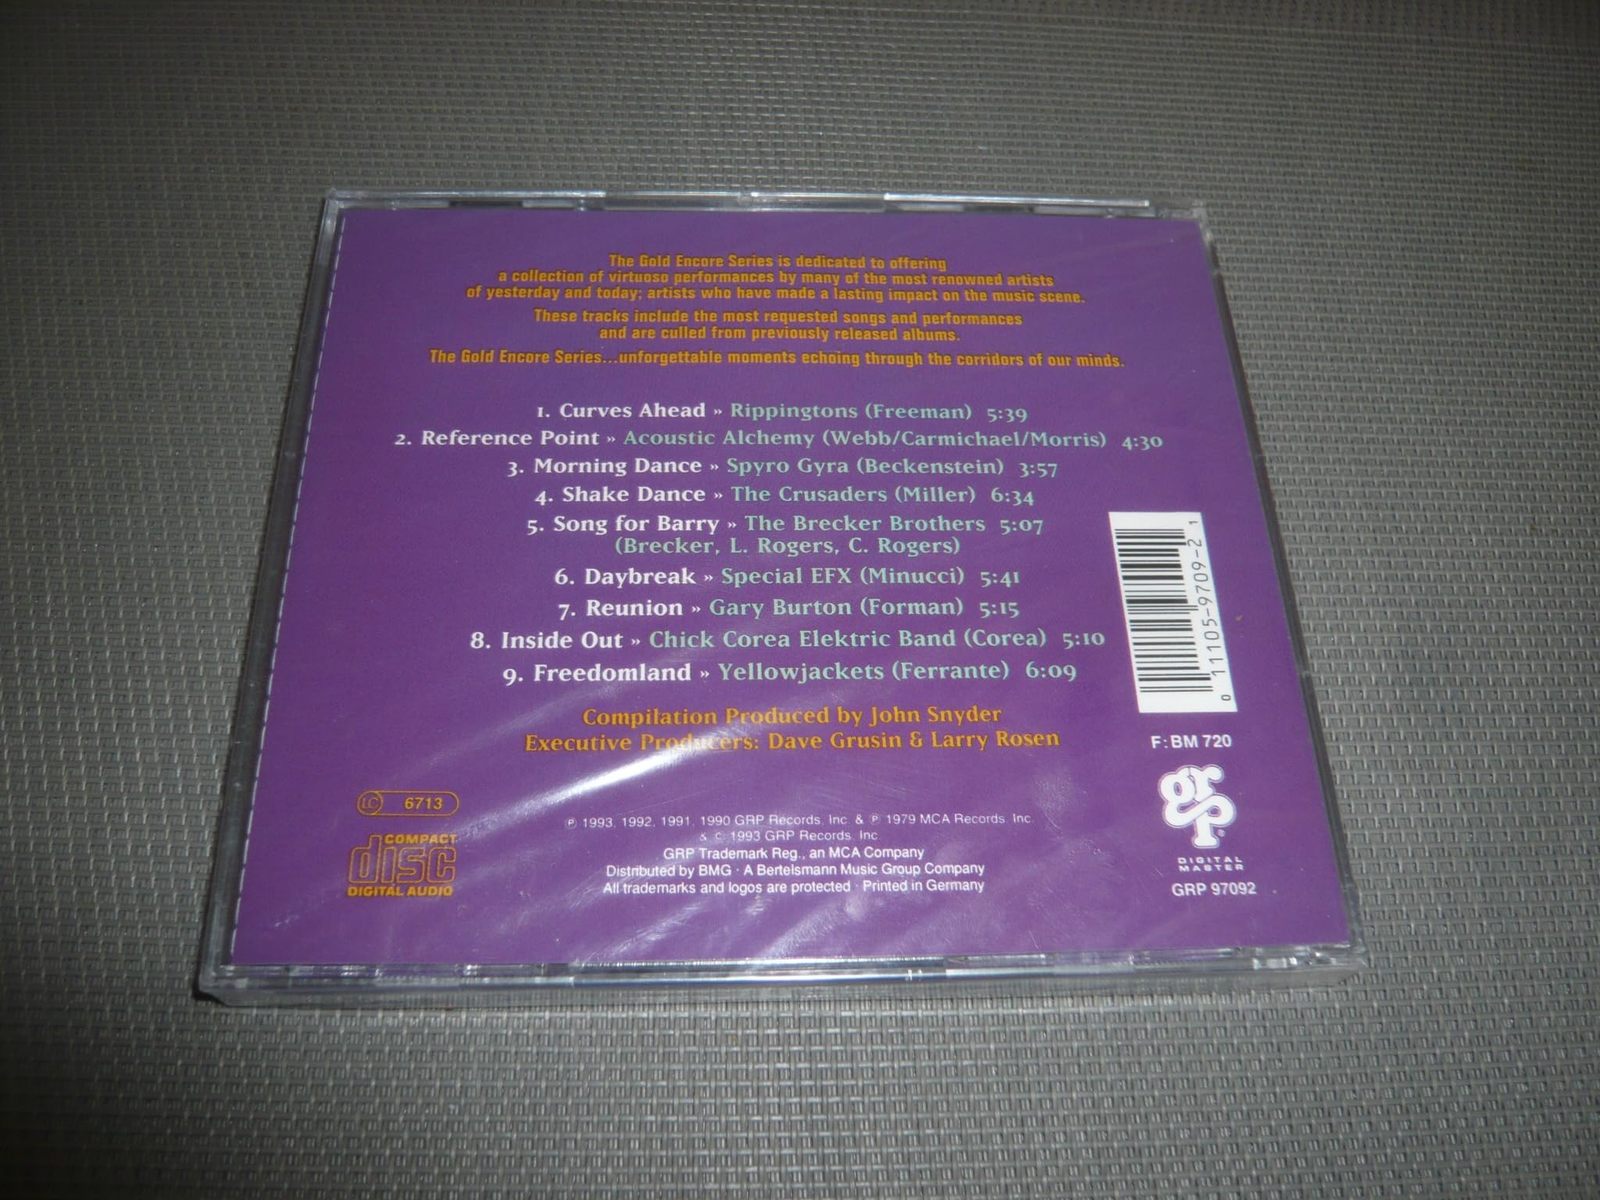 The Gold Encore Series is dedicated to offering
a collection of virtuoso performances by many of the most renowned artists
of yesterday and today; artists who have made a lasting impact on the music scene.
These tracks include the most requested songs and performances
and are culled from previously released albums.
The Gold Encore Series...unforgettable moments echoing through the corridors of our minds.
1. Curves Ahead » Rippingtons (Freeman) 5:39
2. Reference Point » Acoustic Alchemy (Webb/Carmichael/Morris) 4:30
3. Morning Dance » Spyro Gyra (Beckenstein) 3:57
4. Shake Dance » The Crusaders (Miller) 6:34
5. Song for Barry » The Brecker Brothers 5:07
(Brecker, L. Rogers, C. Rogers)
6. Daybreak » Special EFX (Minucci) 5:41
7. Reunion » Gary Burton (Forman) 5:15
8. Inside Out » Chick Corea Elektric Band (Corea) 5:10
9. Freedomland » Yellowjackets (Ferrante) 6:09
Compilation Produced by John Snyder
Executive Producers: Dave Grusin & Larry Rosen
0 11105-9709-2 1
F: BM 720
grp®
DIGITAL
MASTER
GRP 97092
LC 6713
COMPACT
disc
DIGITAL AUDIO
℗ 1993, 1992, 1991, 1990 GRP Records, Inc. & ℗ 1979 MCA Records, Inc.
& © 1993 GRP Records, Inc.
GRP Trademark Reg., an MCA Company
Distributed by BMG · A Bertelsmann Music Group Company
All trademarks and logos are protected · Printed in Germany